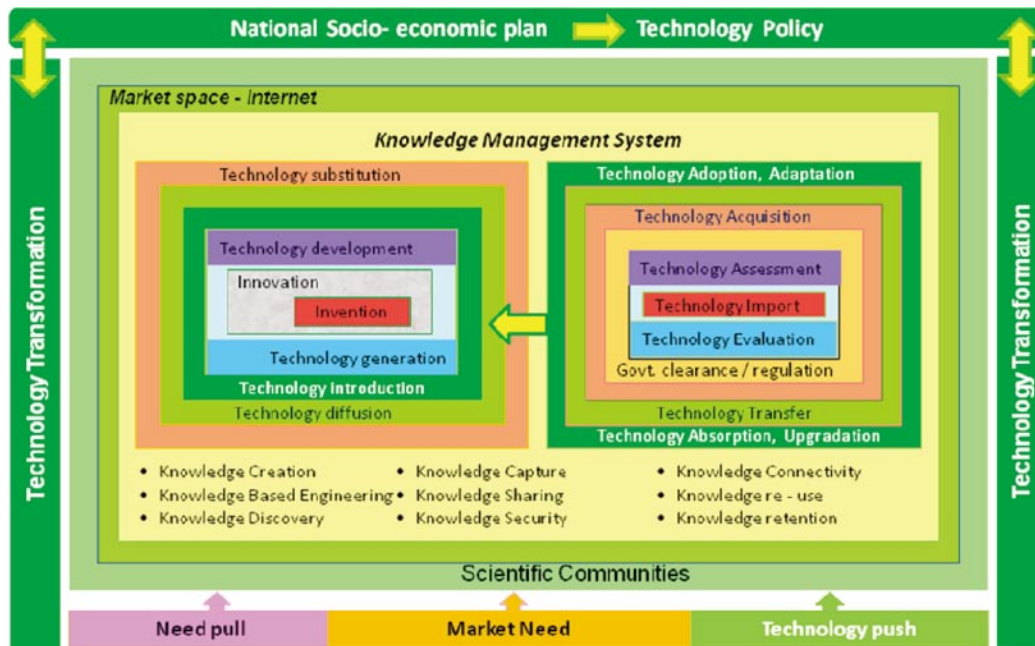 National Socio- economic plan
Technology Policy
Technology Transformation
Market space - Internet
Knowledge Management System
Technology substitution
Technology development
Innovation
Invention
Technology generation
Technology Introduction
Technology diffusion
Technology Adoption, Adaptation
Technology Acquisition
Technology Assessment
Technology Import
Technology Evaluation
Govt. clearance / regulation
Technology Transfer
Technology Absorption, Upgradation
• Knowledge Creation
• Knowledge Based Engineering
• Knowledge Discovery
• Knowledge Capture
• Knowledge Sharing
• Knowledge Security
• Knowledge Connectivity
• Knowledge re - use
• Knowledge retention
Scientific Communities
Technology Transformation
Need pull
Market Need
Technology push